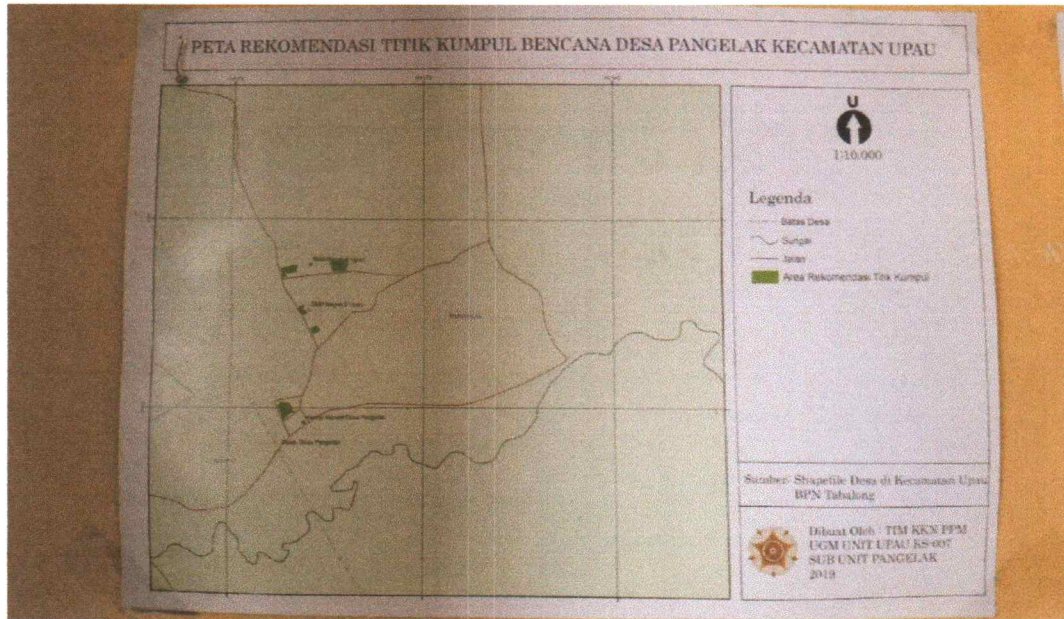 PETA REKOMENDASI TITIK KUMPUL BENCANA DESA PANGELAK KECAMATAN UPAU
U
1:10.000
Legenda
Batas Desa
Sungai
Jalan
Area Rekomendasi Titik Kumpul
Sumber: Shapefile Desa di Kecamatan Upau
BPN Tabalong
Dibuat Oleh : TIM KKN PPM
UGM UNIT UPAU KS-007
SUB UNIT PANGELAK
2019